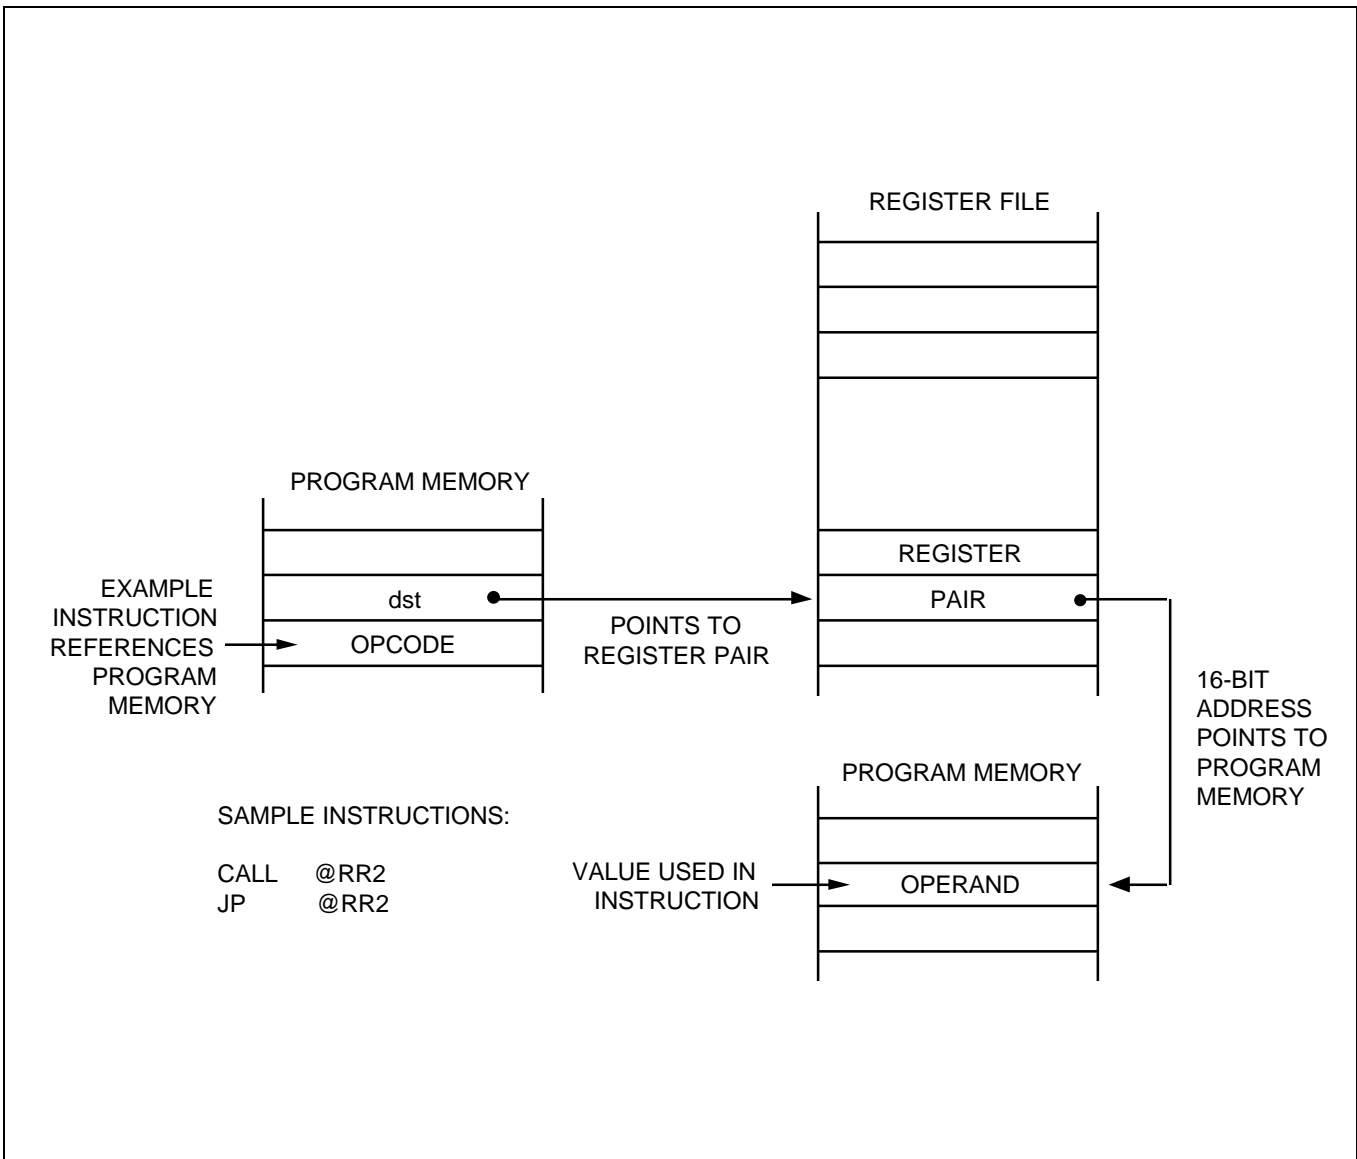 REGISTER FILE
PROGRAM MEMORY
REGISTER
EXAMPLE
INSTRUCTION
REFERENCES
PROGRAM
MEMORY
dst
OPCODE
POINTS TO
REGISTER PAIR
PAIR
16-BIT
ADDRESS
POINTS TO
PROGRAM
MEMORY
PROGRAM MEMORY
SAMPLE INSTRUCTIONS:
CALL @RR2
JP @RR2
VALUE USED IN
INSTRUCTION
OPERAND